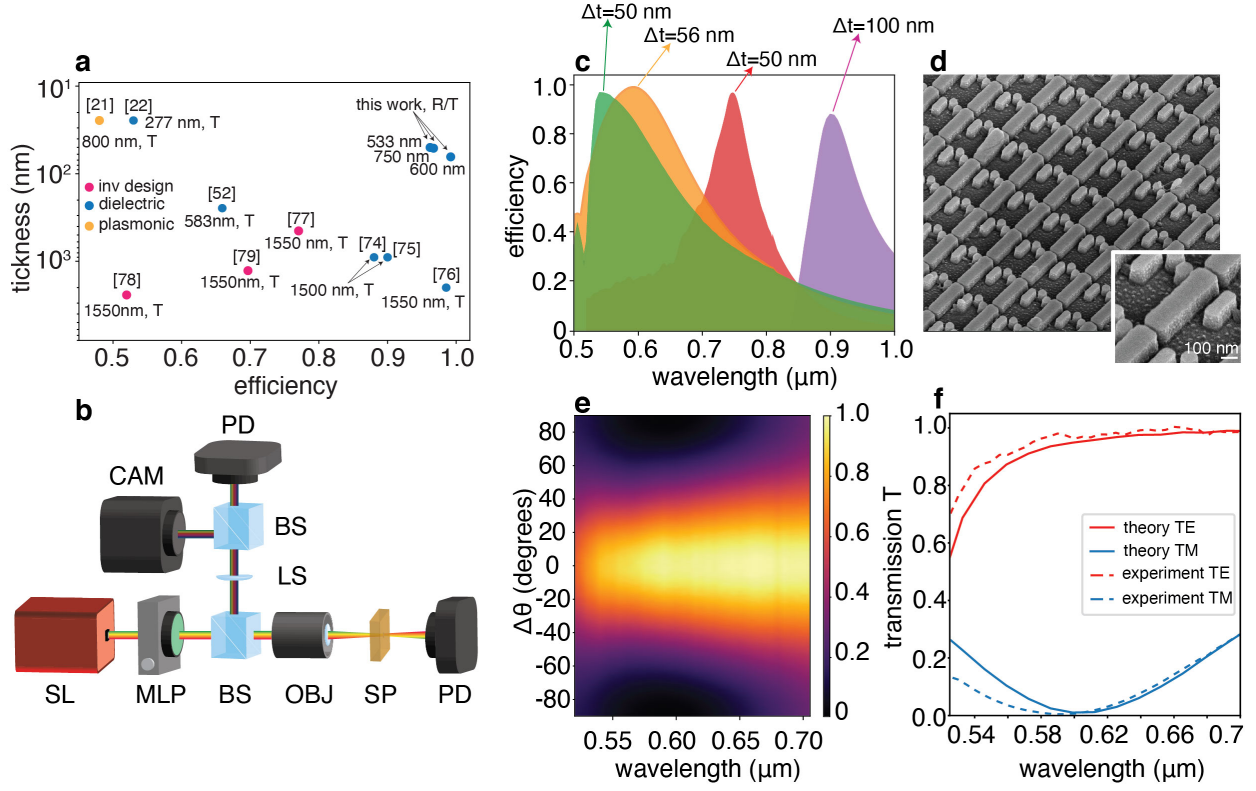 a
10¹
10²
10³
tickness (nm)
[21]
[22]
277 nm, T
800 nm, T
this work, R/T
533 nm
750 nm
600 nm
inv design
dielectric
plasmonic
[52]
583nm, T
[77]
1550 nm, T
[74]
[75]
[79]
1550nm, T
1500 nm, T
[78]
1550nm, T
[76]
1550 nm, T
0.5
0.6
0.7
0.8
0.9
1.0
efficiency
b
PD
CAM
BS
LS
SL
MLP
BS
OBJ
SP
PD
c
Δt=50 nm
Δt=56 nm
Δt=50 nm
Δt=100 nm
1.0
0.8
0.6
0.4
0.2
0
efficiency
0.5
0.6
0.7
0.8
0.9
1.0
wavelength (μm)
d
100 nm
e
80
60
40
20
0
-20
-40
-60
-80
Δθ (degrees)
0.55
0.60
0.65
0.70
wavelength (μm)
1.0
0.8
0.6
0.4
0.2
0
f
1.0
0.8
0.6
0.4
0.2
0.0
transmission T
theory TE
theory TM
experiment TE
experiment TM
0.54
0.58
0.62
0.66
0.7
wavelength (μm)